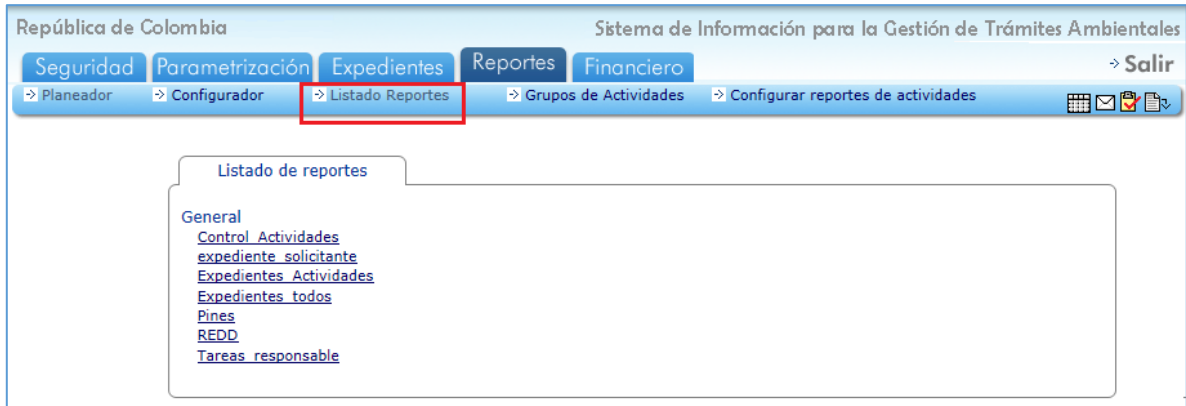 República de Colombia Sistema de Información para la Gestión de Trámites Ambientales
Seguridad Parametrización Expedientes Reportes Financiero Salir
Planeador Configurador Listado Reportes Grupos de Actividades Configurar reportes de actividades
Listado de reportes
General
Control_Actividades
expediente_solicitante
Expedientes_Actividades
Expedientes_todos
Pines
REDD
Tareas_responsable